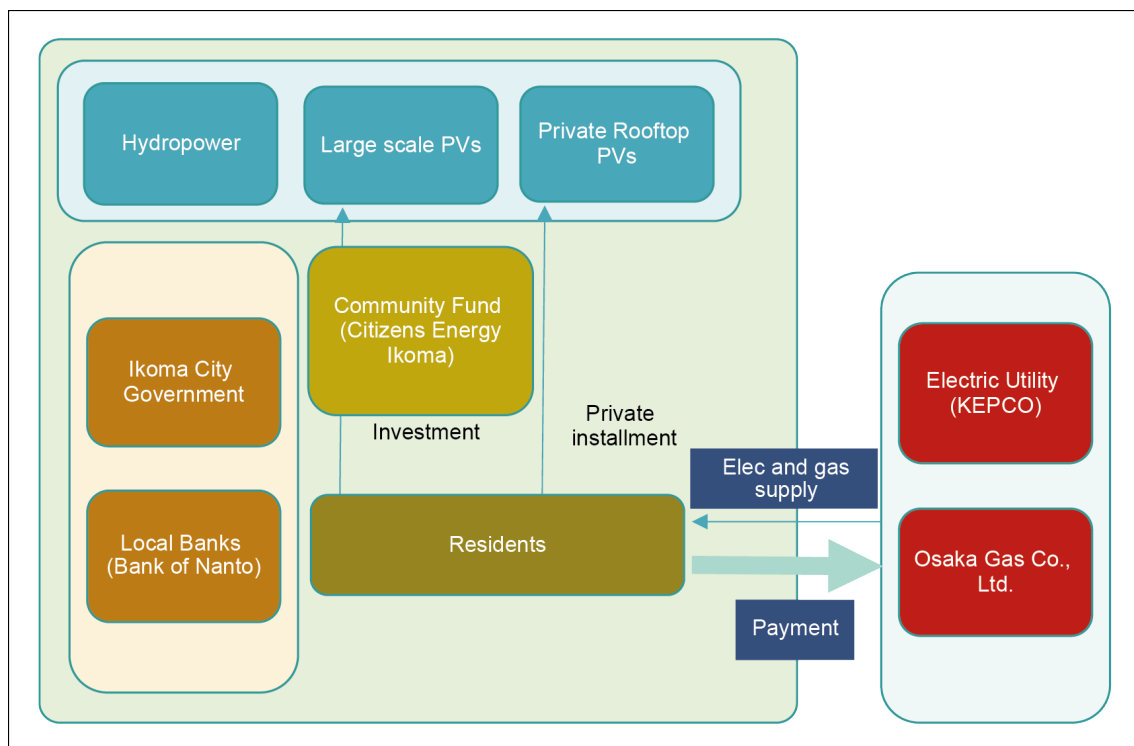 Hydropower
Large scale PVs
Private Rooftop
PVs
Community Fund
(Citizens Energy
Ikoma)
Ikoma City
Government
Investment
Private
installment
Local Banks
(Bank of Nanto)
Residents
Elec and gas
supply
Payment
Electric Utility
(KEPCO)
Osaka Gas Co.,
Ltd.